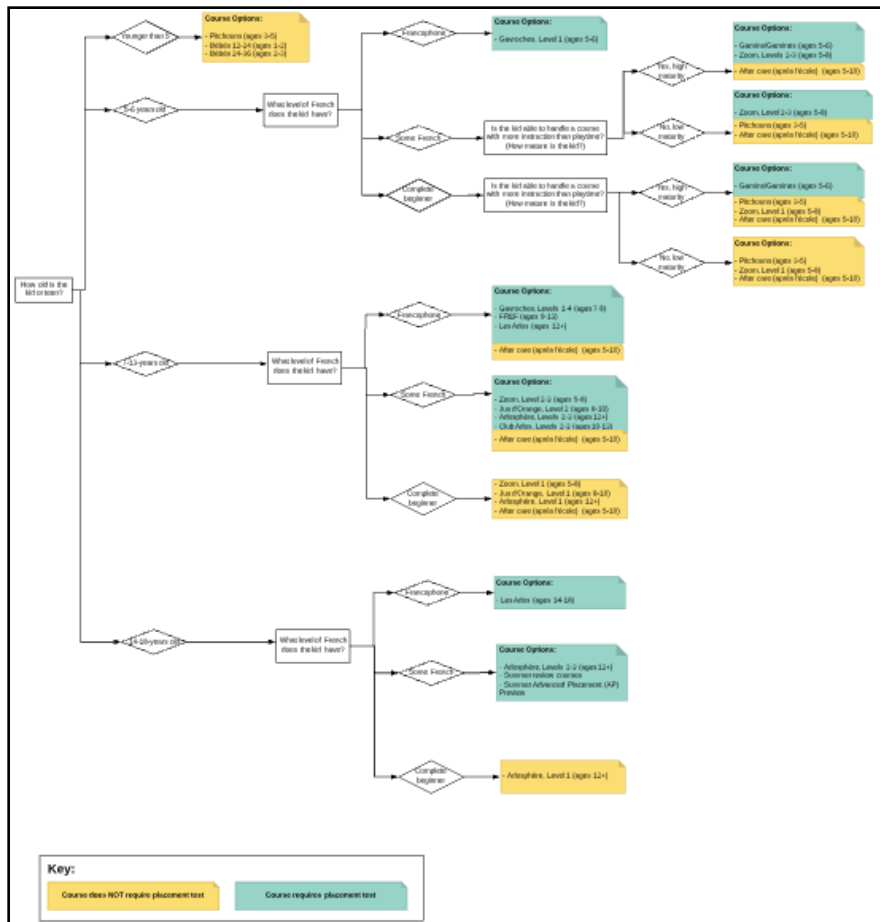 Course Options:
- Pitchouns (ages 3-5)
- Bébés 12-24 (ages 1-2)
- Bébés 24-36 (ages 2-3)
Younger than 5
Francophone
Course Options:
- Gavroches, Level 1 (ages 5-6)
Course Options:
- Gamins/Gamines (ages 5-6)
- Zoom, Levels 2-3 (ages 5-8)
- After care (après l'école) (ages 5-10)
Yes, high
maturity
5-6 years old
What level of French
does the kid have?
Some French
Is the kid able to handle a course
with more instruction than playtime?
(How mature is the kid?)
Course Options:
- Zoom, Level 2-3 (ages 5-8)
- Pitchouns (ages 3-5)
- After care (après l'école) (ages 5-10)
No, low
maturity
Complete
beginner
Is the kid able to handle a course
with more instruction than playtime?
(How mature is the kid?)
Yes, high
maturity
Course Options:
- Gamins/Gamines (ages 5-6)
- Pitchouns (ages 3-5)
- Zoom, Level 1 (ages 5-8)
- After care (après l'école) (ages 5-10)
No, low
maturity
Course Options:
- Pitchouns (ages 3-5)
- Zoom, Level 1 (ages 5-8)
- After care (après l'école) (ages 5-10)
How old is the
kid or teen?
Francophone
Course Options:
- Gavroches, Levels 1-4 (ages 7-9)
- FREF (ages 9-13)
- Les Arlos (ages 12+)
- After care (après l'école) (ages 5-10)
7-13-years old
What level of French
does the kid have?
Some French
Course Options:
- Zoom, Level 2-3 (ages 5-8)
- Jus d'Orange, Level 2 (ages 8-10)
- Artosphère, Levels 2-3 (ages 12+)
- Club Arlos, Levels 2-3 (ages 10-13)
- After care (après l'école) (ages 5-10)
Complete
beginner
- Zoom, Level 1 (ages 5-8)
- Jus d'Orange, Level 1 (ages 8-10)
- Artosphère, Level 1 (ages 12+)
- After care (après l'école) (ages 5-10)
Francophone
Course Options:
- Les Arlos (ages 14-18)
14-18-years old
What level of French
does the kid have?
Some French
Course Options:
- Artosphère, Levels 2-3 (ages 12+)
- Summer review courses
- Summer Advanced Placement (AP)
Preview
Complete
beginner
- Artosphère, Level 1 (ages 12+)
Key:
Course does NOT require placement test
Course requires placement test